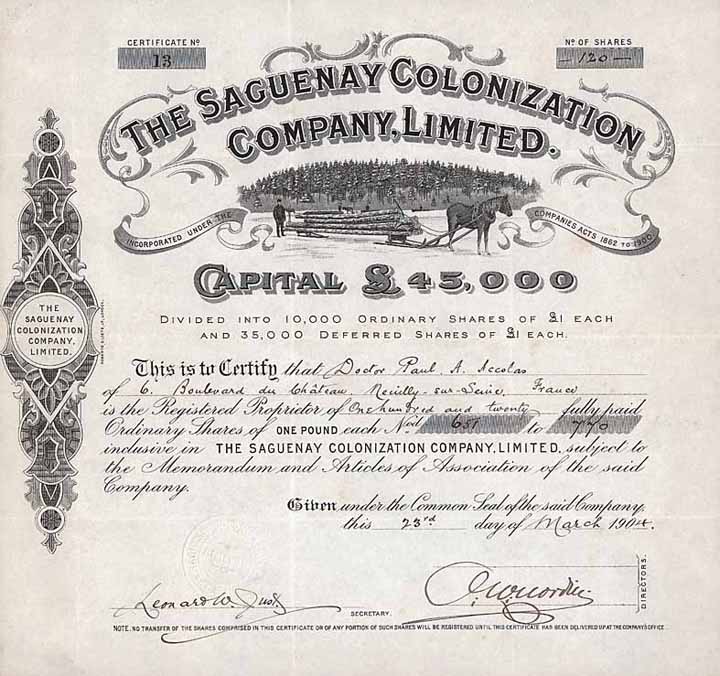 CERTIFICATE Nº
13
Nº OF SHARES
120
THE SAGUENAY COLONIZATION
COMPANY, LIMITED.
INCORPORATED UNDER THE
COMPANIES ACTS 1862 TO 1900
CAPITAL £ 45,000
DIVIDED INTO 10,000 ORDINARY SHARES OF £1 EACH
AND 35,000 DEFERRED SHARES OF £1 EACH.
THE
SAGUENAY
COLONIZATION
COMPANY,
LIMITED.
This is to Certify that Doctor Paul A.
of 6. Boulevard du Château, Neuilly-sur-Seine, France
is the Registered Proprietor of One hundred and twenty fully paid
Ordinary Shares of ONE POUND each Nºˢ 651 to 770
inclusive in THE SAGUENAY COLONIZATION COMPANY, LIMITED, subject to
the Memorandum and Articles of Association of the said
Company.
Given under the Common Seal of the said Company,
this 23rd day of March 1904.
Leonard W. Just
SECRETARY.
DIRECTORS.
NOTE. NO TRANSFER OF THE SHARES COMPRISED IN THIS CERTIFICATE OR OF ANY PORTION OF SUCH SHARES WILL BE REGISTERED UNTIL THIS CERTIFICATE HAS BEEN DELIVERED UP AT THE COMPANY'S OFFICE.